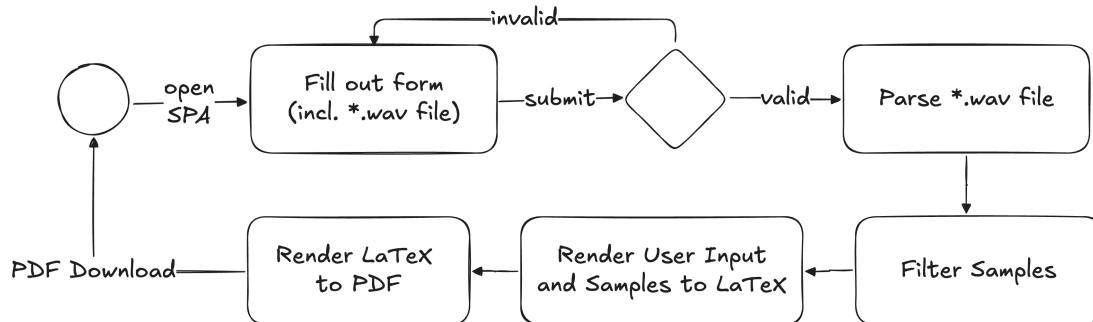 invalid
open
SPA
Fill out form
(incl. *.wav file)
submit
valid
Parse *.wav file
PDF Download
Render LaTeX
to PDF
Render User Input
and Samples to LaTeX
Filter Samples